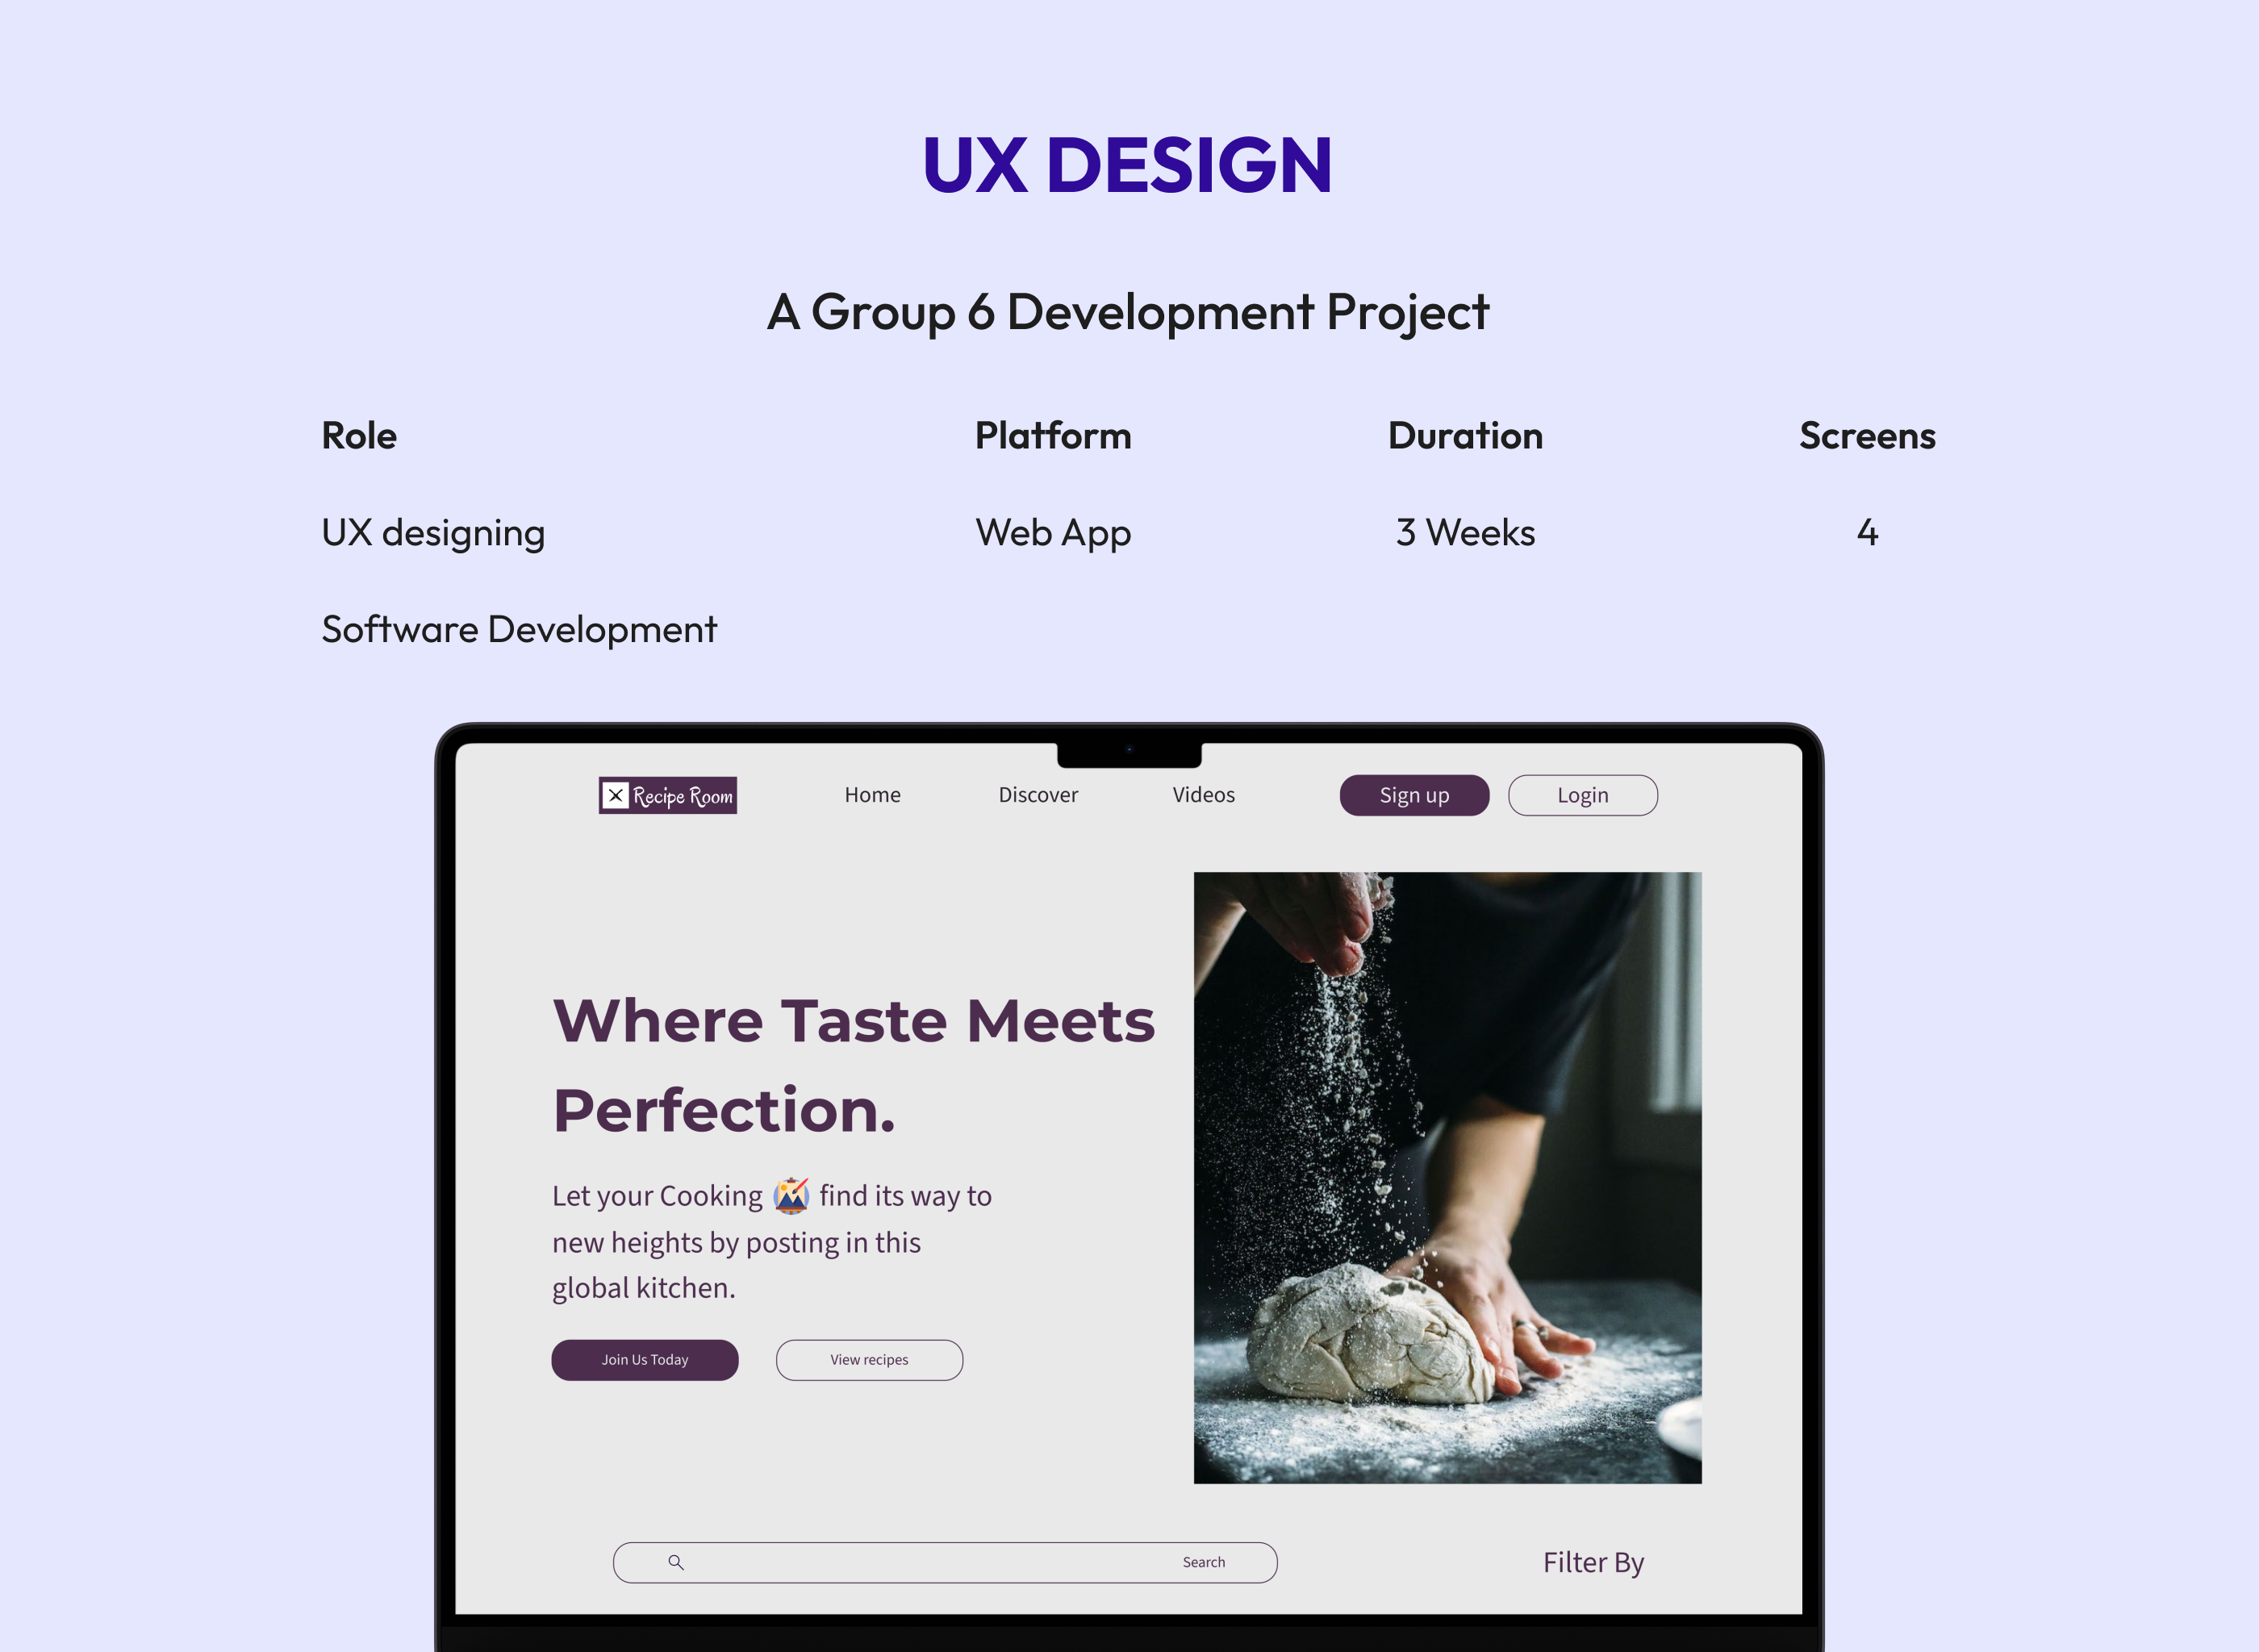 UX DESIGN
A Group 6 Development Project
Role Platform Duration Screens
UX designing Web App 3 Weeks 4
Software Development
Recipe Room Home Discover Videos Sign up Login
Where Taste Meets
Perfection.
Let your Cooking find its way to
new heights by posting in this
global kitchen.
Join Us Today View recipes
Search Filter By